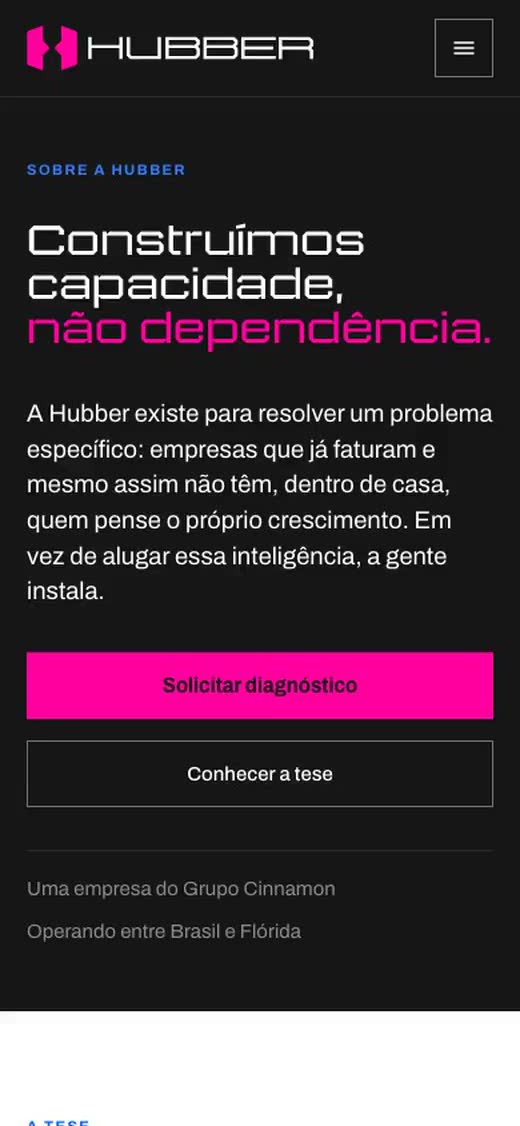 HUBBER
SOBRE A HUBBER
Construímos
capacidade,
não dependência.
A Hubber existe para resolver um problema
específico: empresas que já faturam e
mesmo assim não têm, dentro de casa,
quem pense o próprio crescimento. Em
vez de alugar essa inteligência, a gente
instala.
Solicitar diagnóstico
Conhecer a tese
Uma empresa do Grupo Cinnamon
Operando entre Brasil e Flórida
A TESE